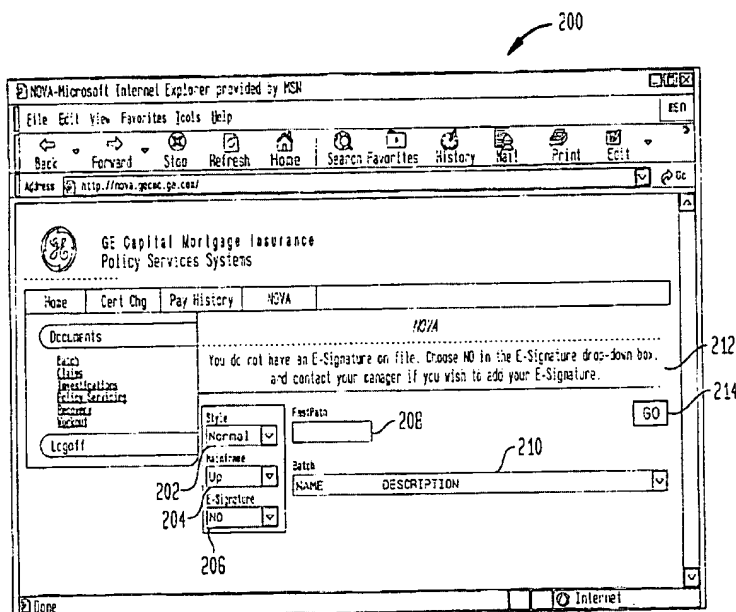 200
NOVA-Microsoft Internet Explorer provided by MSN
File Edit View Favorites Tools Help
Back Forward Stop Refresh Home Search Favorites History Mail Print Edit
Address http://nova.gecmc.ge.com/ Go
GE Capital Mortgage Insurance
Policy Services Systems
Home Cert Chg Pay History NOVA
Documents
NOVA
You do not have an E-Signature on file. Choose NO in the E-Signature drop-down box,
and contact your manager if you wish to add your E-Signature.
212
Batch
Claims
Investigations
Policy Servicing
Recovery
Workout
Logoff
Style
Normal
202
Mainframe
Up
204
E-Signature
NO
206
FastPath
208
GO
214
Batch
210
NAME DESCRIPTION
Done Internet